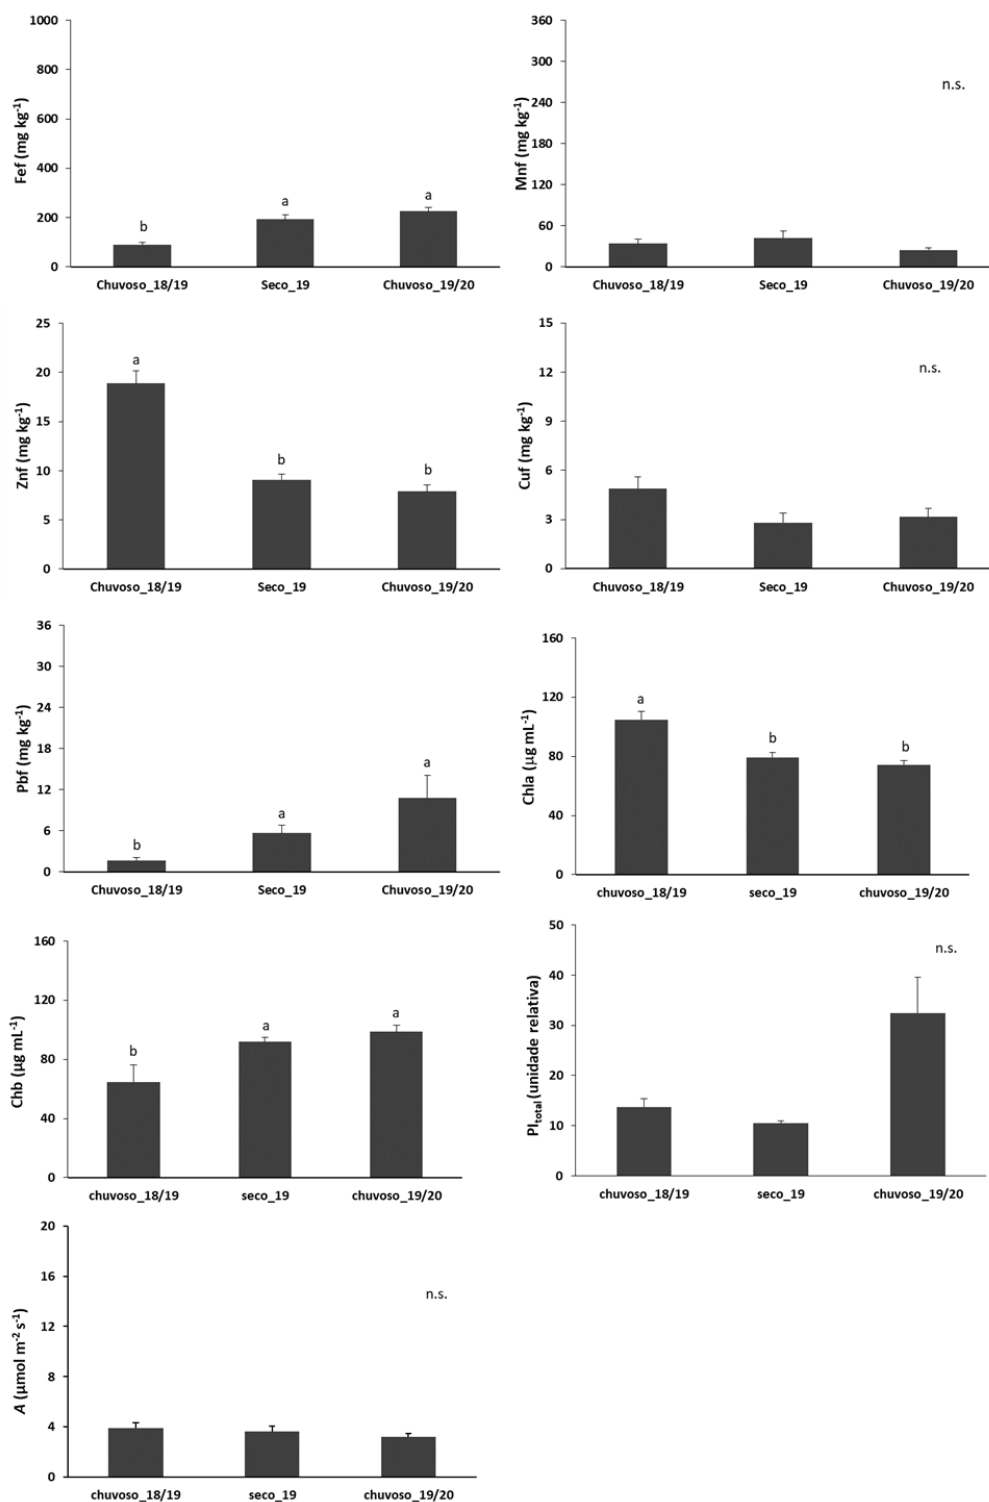 Fef (mg kg⁻¹)
1000
800
600
400
200
0
b
a
a
Chuvoso_18/19 Seco_19 Chuvoso_19/20
Mnf (mg kg⁻¹)
360
300
240
180
120
60
0
n.s.
Chuvoso_18/19 Seco_19 Chuvoso_19/20
Znf (mg kg⁻¹)
25
20
15
10
5
0
a
b
b
Chuvoso_18/19 Seco_19 Chuvoso_19/20
Cuf (mg kg⁻¹)
15
12
9
6
3
0
n.s.
Chuvoso_18/19 Seco_19 Chuvoso_19/20
Pbf (mg kg⁻¹)
36
30
24
18
12
6
0
b
a
a
Chuvoso_18/19 Seco_19 Chuvoso_19/20
Chla (µg mL⁻¹)
160
120
80
40
0
a
b
b
chuvoso_18/19 seco_19 chuvoso_19/20
Chb (µg mL⁻¹)
160
120
80
40
0
b
a
a
chuvoso_18/19 seco_19 chuvoso_19/20
PItotal (unidade relativa)
50
40
30
20
10
0
n.s.
chuvoso_18/19 seco_19 chuvoso_19/20
A (µmol m⁻² s⁻¹)
20
16
12
8
4
0
n.s.
chuvoso_18/19 seco_19 chuvoso_19/20